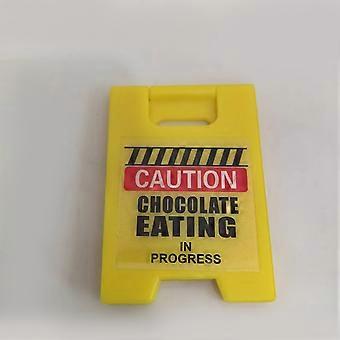 CAUTION
CHOCOLATE
EATING
IN
PROGRESS